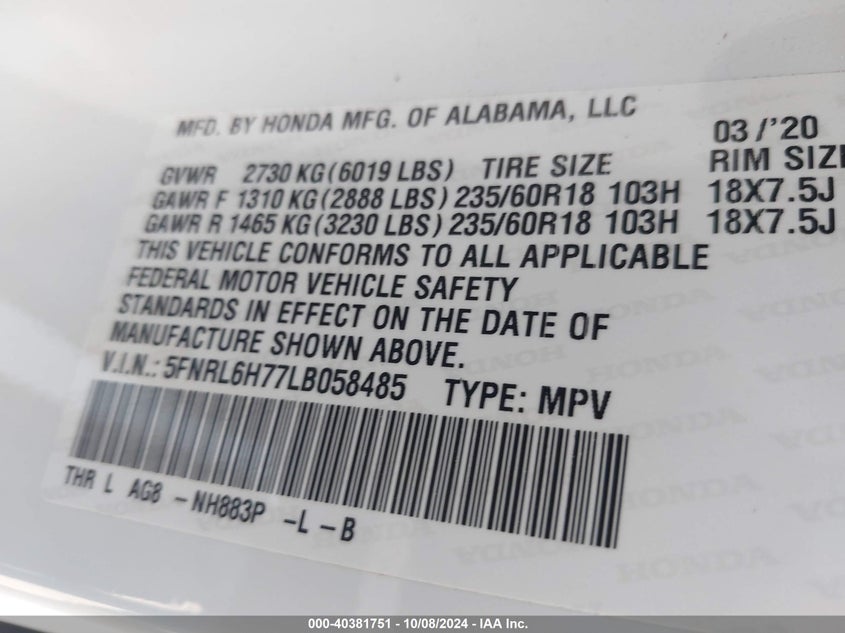 MFD. BY HONDA MFG. OF ALABAMA, LLC 03/'20
GVWR 2730 KG (6019 LBS) TIRE SIZE RIM SIZE
GAWR F 1310 KG (2888 LBS) 235/60R18 103H 18X7.5J
GAWR R 1465 KG (3230 LBS) 235/60R18 103H 18X7.5J
THIS VEHICLE CONFORMS TO ALL APPLICABLE
FEDERAL MOTOR VEHICLE SAFETY
STANDARDS IN EFFECT ON THE DATE OF
MANUFACTURE SHOWN ABOVE.
V.I.N.: 5FNRL6H77LB058485 TYPE: MPV
THR L AG8 -NH883P -L -B
HONDA
000-40381751 - 10/08/2024 - IAA Inc.